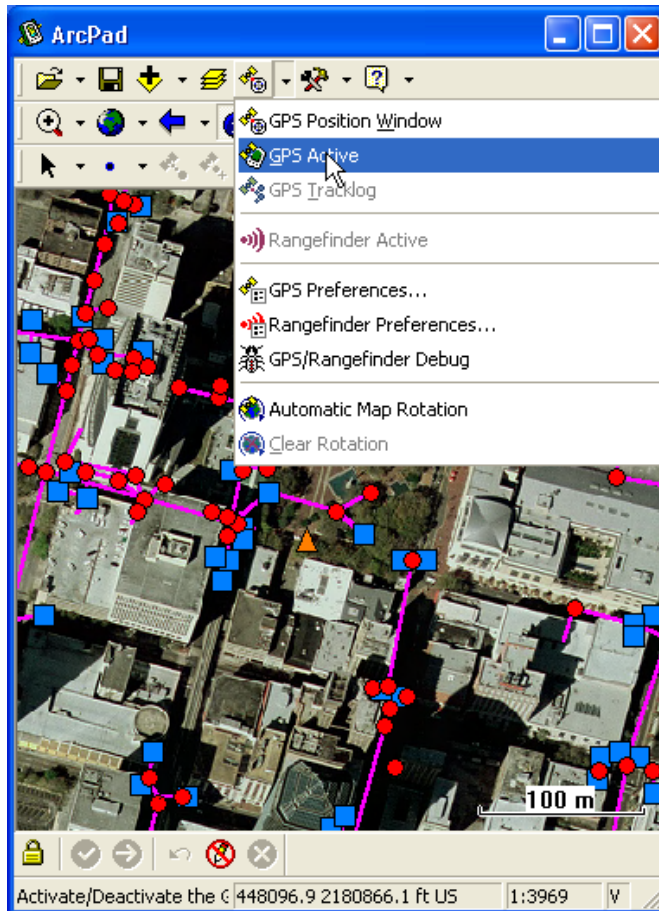 ArcPad
GPS Position Window
GPS Active
GPS Tracklog
Rangefinder Active
GPS Preferences...
Rangefinder Preferences...
GPS/Rangefinder Debug
Automatic Map Rotation
Clear Rotation
100 m
Activate/Deactivate the G 448096.9 2180866.1 ft US 1:3969 V